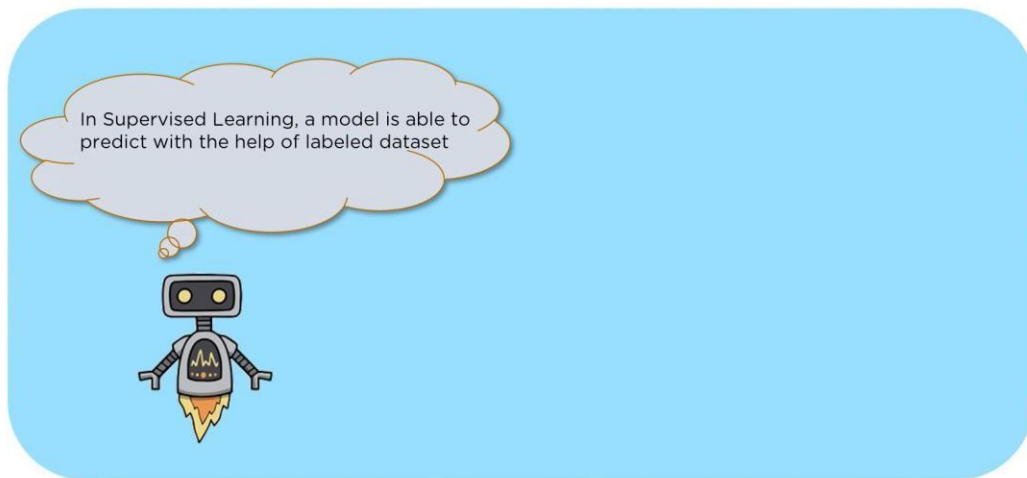 In Supervised Learning, a model is able to
predict with the help of labeled dataset